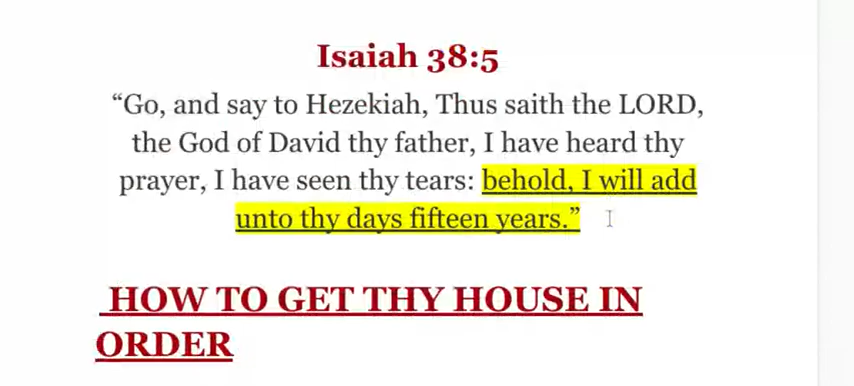 Isaiah 38:5
“Go, and say to Hezekiah, Thus saith the LORD,
the God of David thy father, I have heard thy
prayer, I have seen thy tears: behold, I will add
unto thy days fifteen years.”
HOW TO GET THY HOUSE IN
ORDER